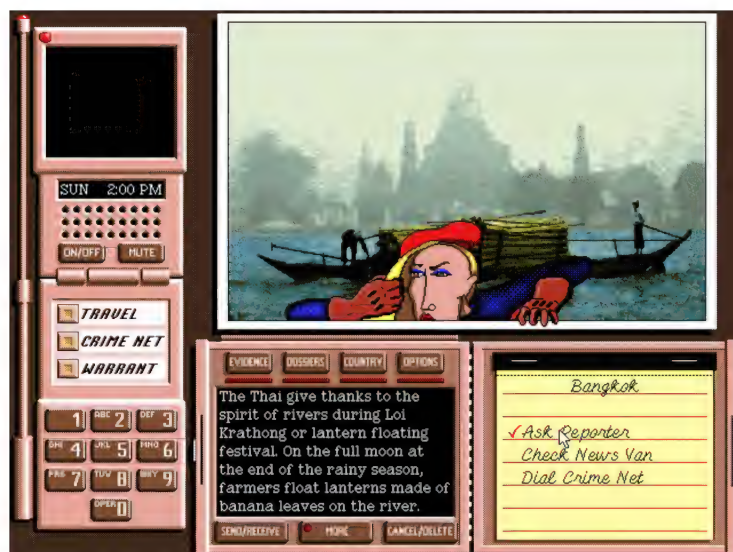 SUN 2:00 PM
ON/OFF MUTE
TRAVEL
CRIME NET
WARRANT
1 ABC 2 DEF 3
GHI 4 JKL 5 MNO 6
PRS 7 TUV 8 WXY 9
OPER 0
EVIDENCE DOSSIERS COUNTRY OPTIONS
The Thai give thanks to the
spirit of rivers during Loi
Krathong or lantern floating
festival. On the full moon at
the end of the rainy season,
farmers float lanterns made of
banana leaves on the river.
SEND/RECEIVE MORE CANCEL/DELETE
Bangkok
Ask Reporter
Check News Van
Dial Crime Net